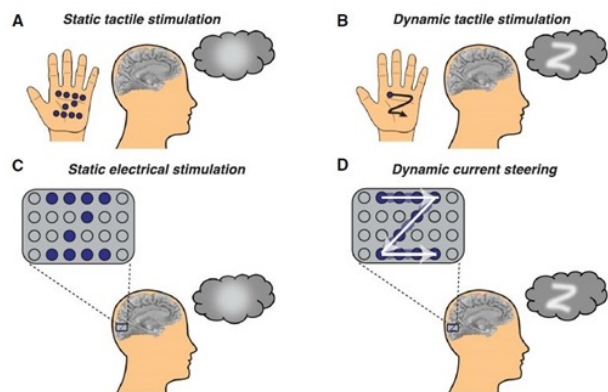 A Static tactile stimulation
B Dynamic tactile stimulation
Z
C Static electrical stimulation
D Dynamic current steering
Z